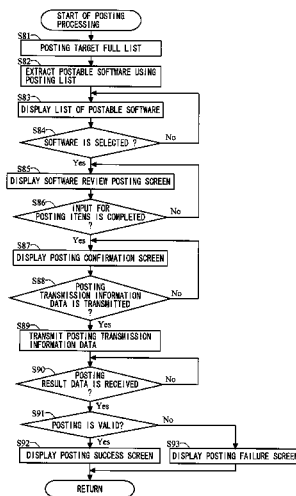 START OF POSTING
PROCESSING
S81
POSTING TARGET FULL LIST
S82
EXTRACT POSTABLE SOFTWARE USING
POSTING LIST
S83
DISPLAY LIST OF POSTABLE SOFTWARE
S84
SOFTWARE IS SELECTED ?
No
Yes
S85
DISPLAY SOFTWARE REVIEW POSTING SCREEN
S86
INPUT FOR
POSTING ITEMS IS COMPLETED
?
No
Yes
S87
DISPLAY POSTING CONFIRMATION SCREEN
S88
POSTING
TRANSMISSION INFORMATION
DATA IS TRANSMITTED
?
No
Yes
S89
TRANSMIT POSTING TRANSMISSION
INFORMATION DATA
S90
POSTING
RESULT DATA IS RECEIVED
?
No
Yes
S91
POSTING IS VALID?
No
Yes
S92
DISPLAY POSTING SUCCESS SCREEN
S93
DISPLAY POSTING FAILURE SCREEN
RETURN